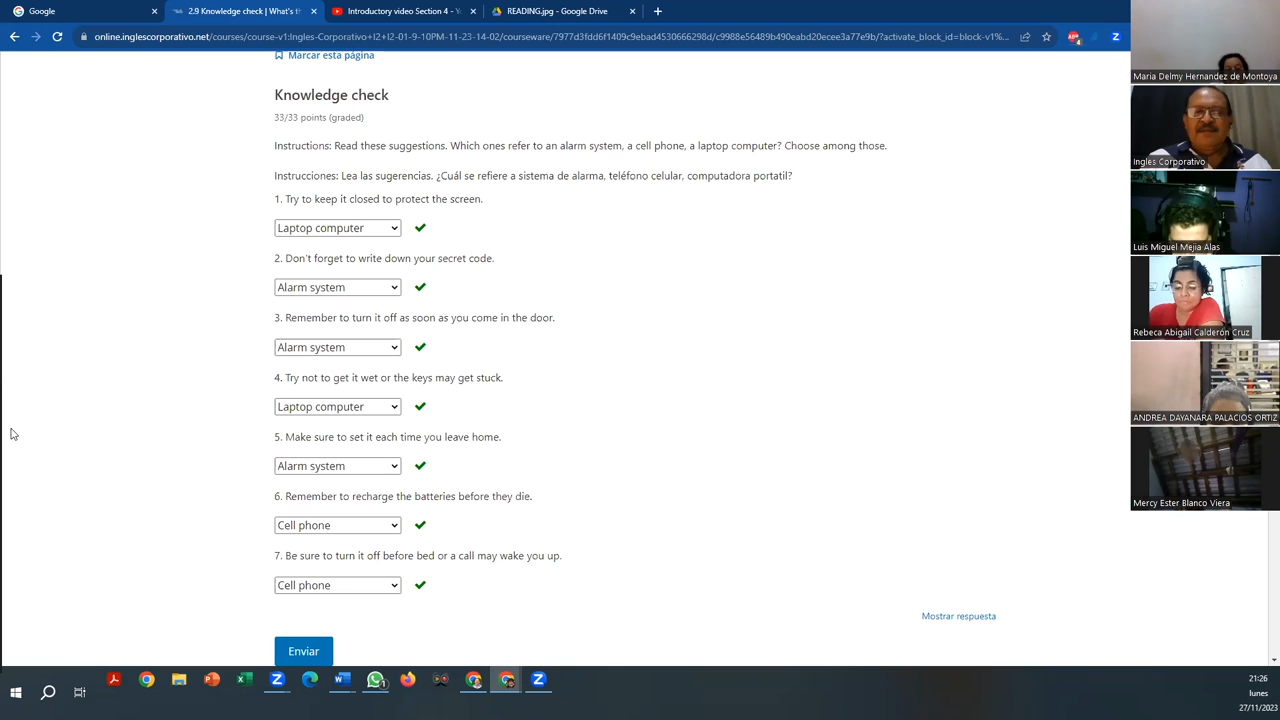 Google
2.9 Knowledge check | What's th
Introductory video Section 4 - Yo
READING.jpg - Google Drive
online.inglescorporativo.net/courses/course-v1:Ingles-Corporativo+I2+I2-01-9-10PM-11-23-14-02/courseware/7977d3fdd6f1409c9ebad4530666298d/c9988e56489b490eabd20ecee3a77e9b/?activate_block_id=block-v1%...
Marcar esta página
Knowledge check
33/33 points (graded)
Instructions: Read these suggestions. Which ones refer to an alarm system, a cell phone, a laptop computer? Choose among those.
Instrucciones: Lea las sugerencias. ¿Cuál se refiere a sistema de alarma, teléfono celular, computadora portatil?
1. Try to keep it closed to protect the screen.
Laptop computer
2. Don't forget to write down your secret code.
Alarm system
3. Remember to turn it off as soon as you come in the door.
Alarm system
4. Try not to get it wet or the keys may get stuck.
Laptop computer
5. Make sure to set it each time you leave home.
Alarm system
6. Remember to recharge the batteries before they die.
Cell phone
7. Be sure to turn it off before bed or a call may wake you up.
Cell phone
Mostrar respuesta
Enviar
Maria Delmy Hernandez de Montoya
Ingles Corporativo
Luis Miguel Mejia Alas
Rebeca Abigail Calderón Cruz
ANDREA DAYANARA PALACIOS ORTIZ
Mercy Ester Blanco Viera
21:26
lunes
27/11/2023